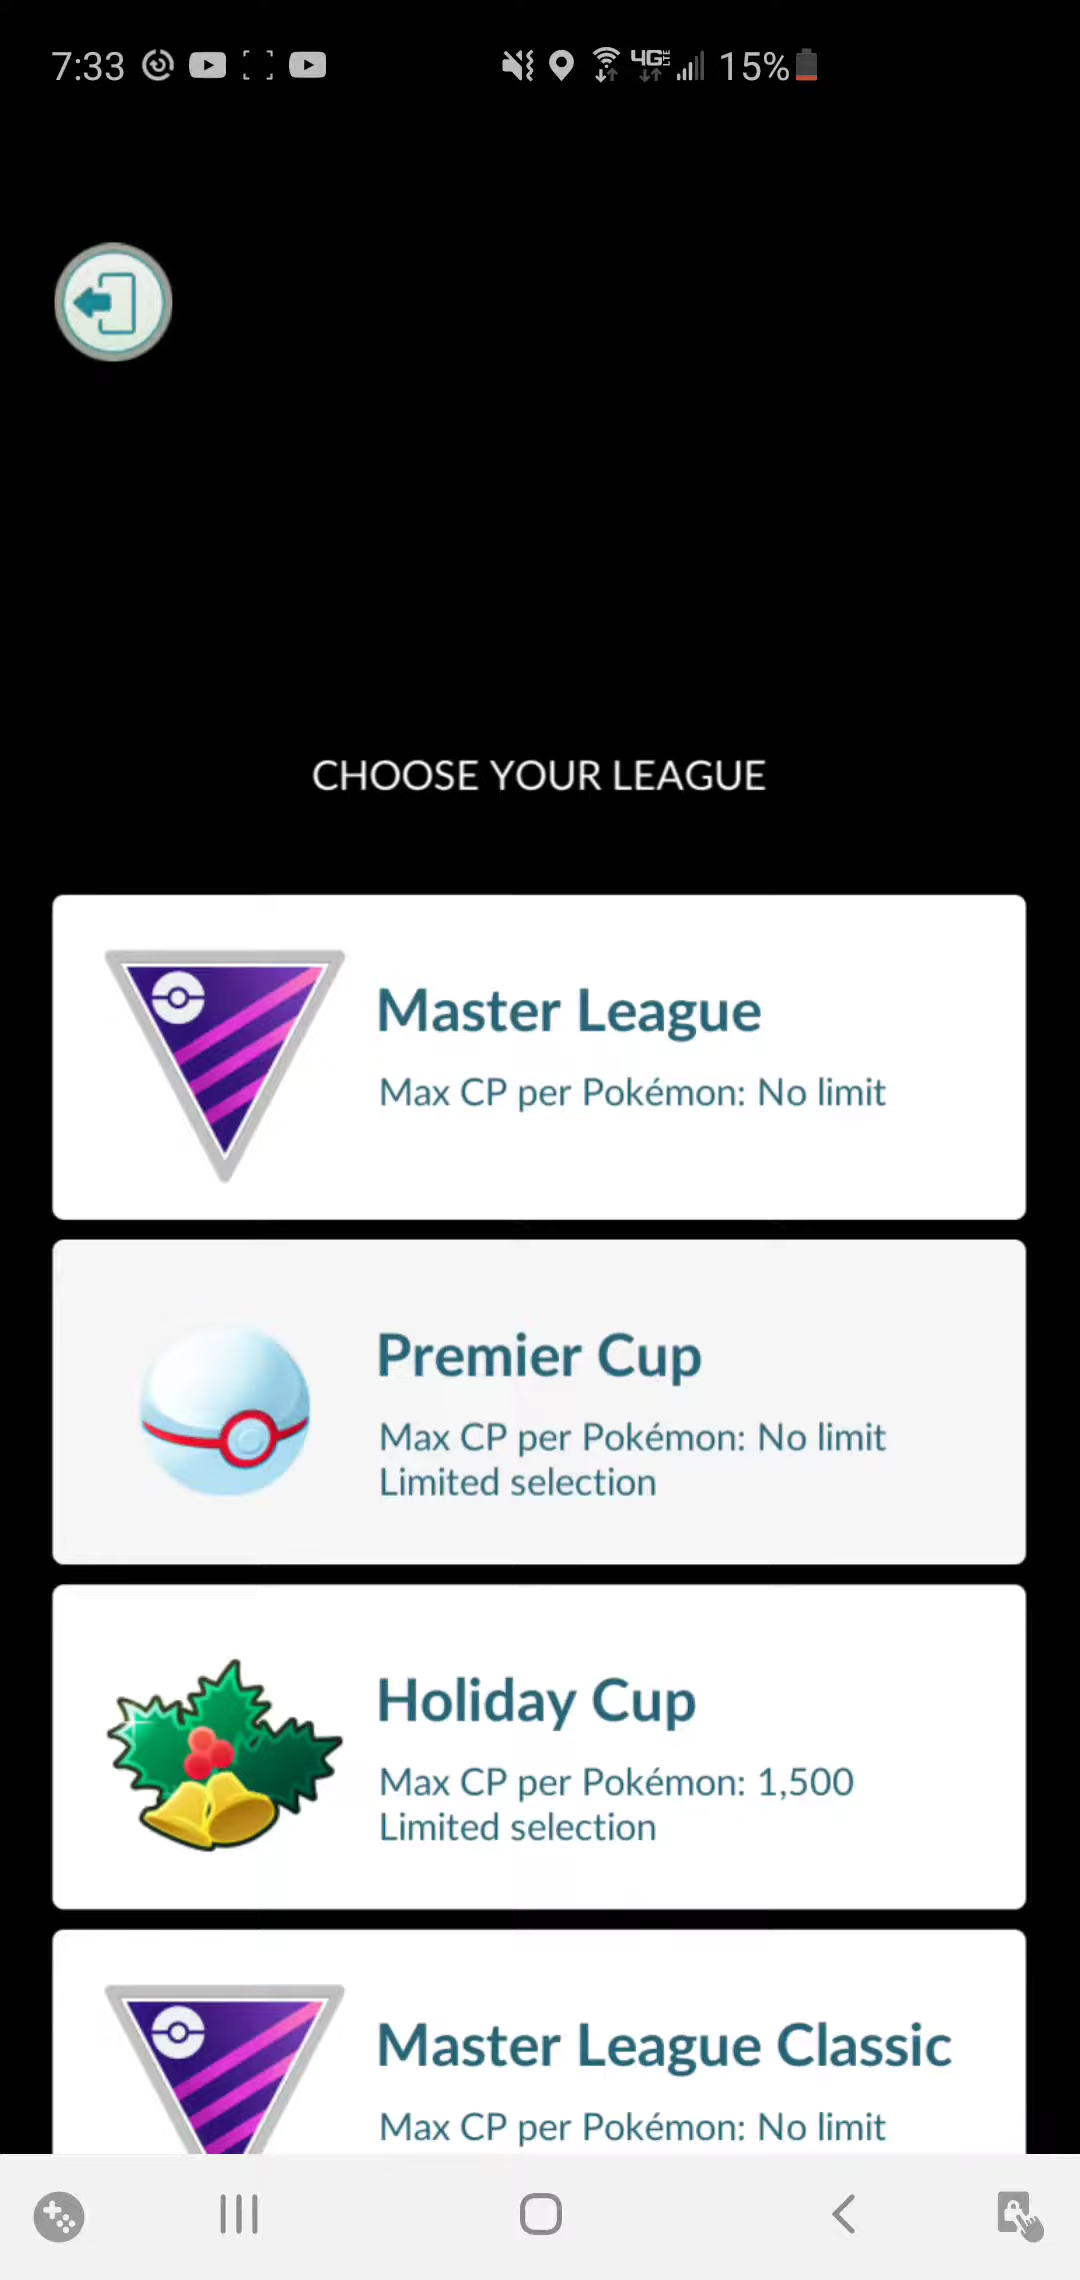 7:33 4G LTE 15%
CHOOSE YOUR LEAGUE
Master League
Max CP per Pokémon: No limit
Premier Cup
Max CP per Pokémon: No limit
Limited selection
Holiday Cup
Max CP per Pokémon: 1,500
Limited selection
Master League Classic
Max CP per Pokémon: No limit